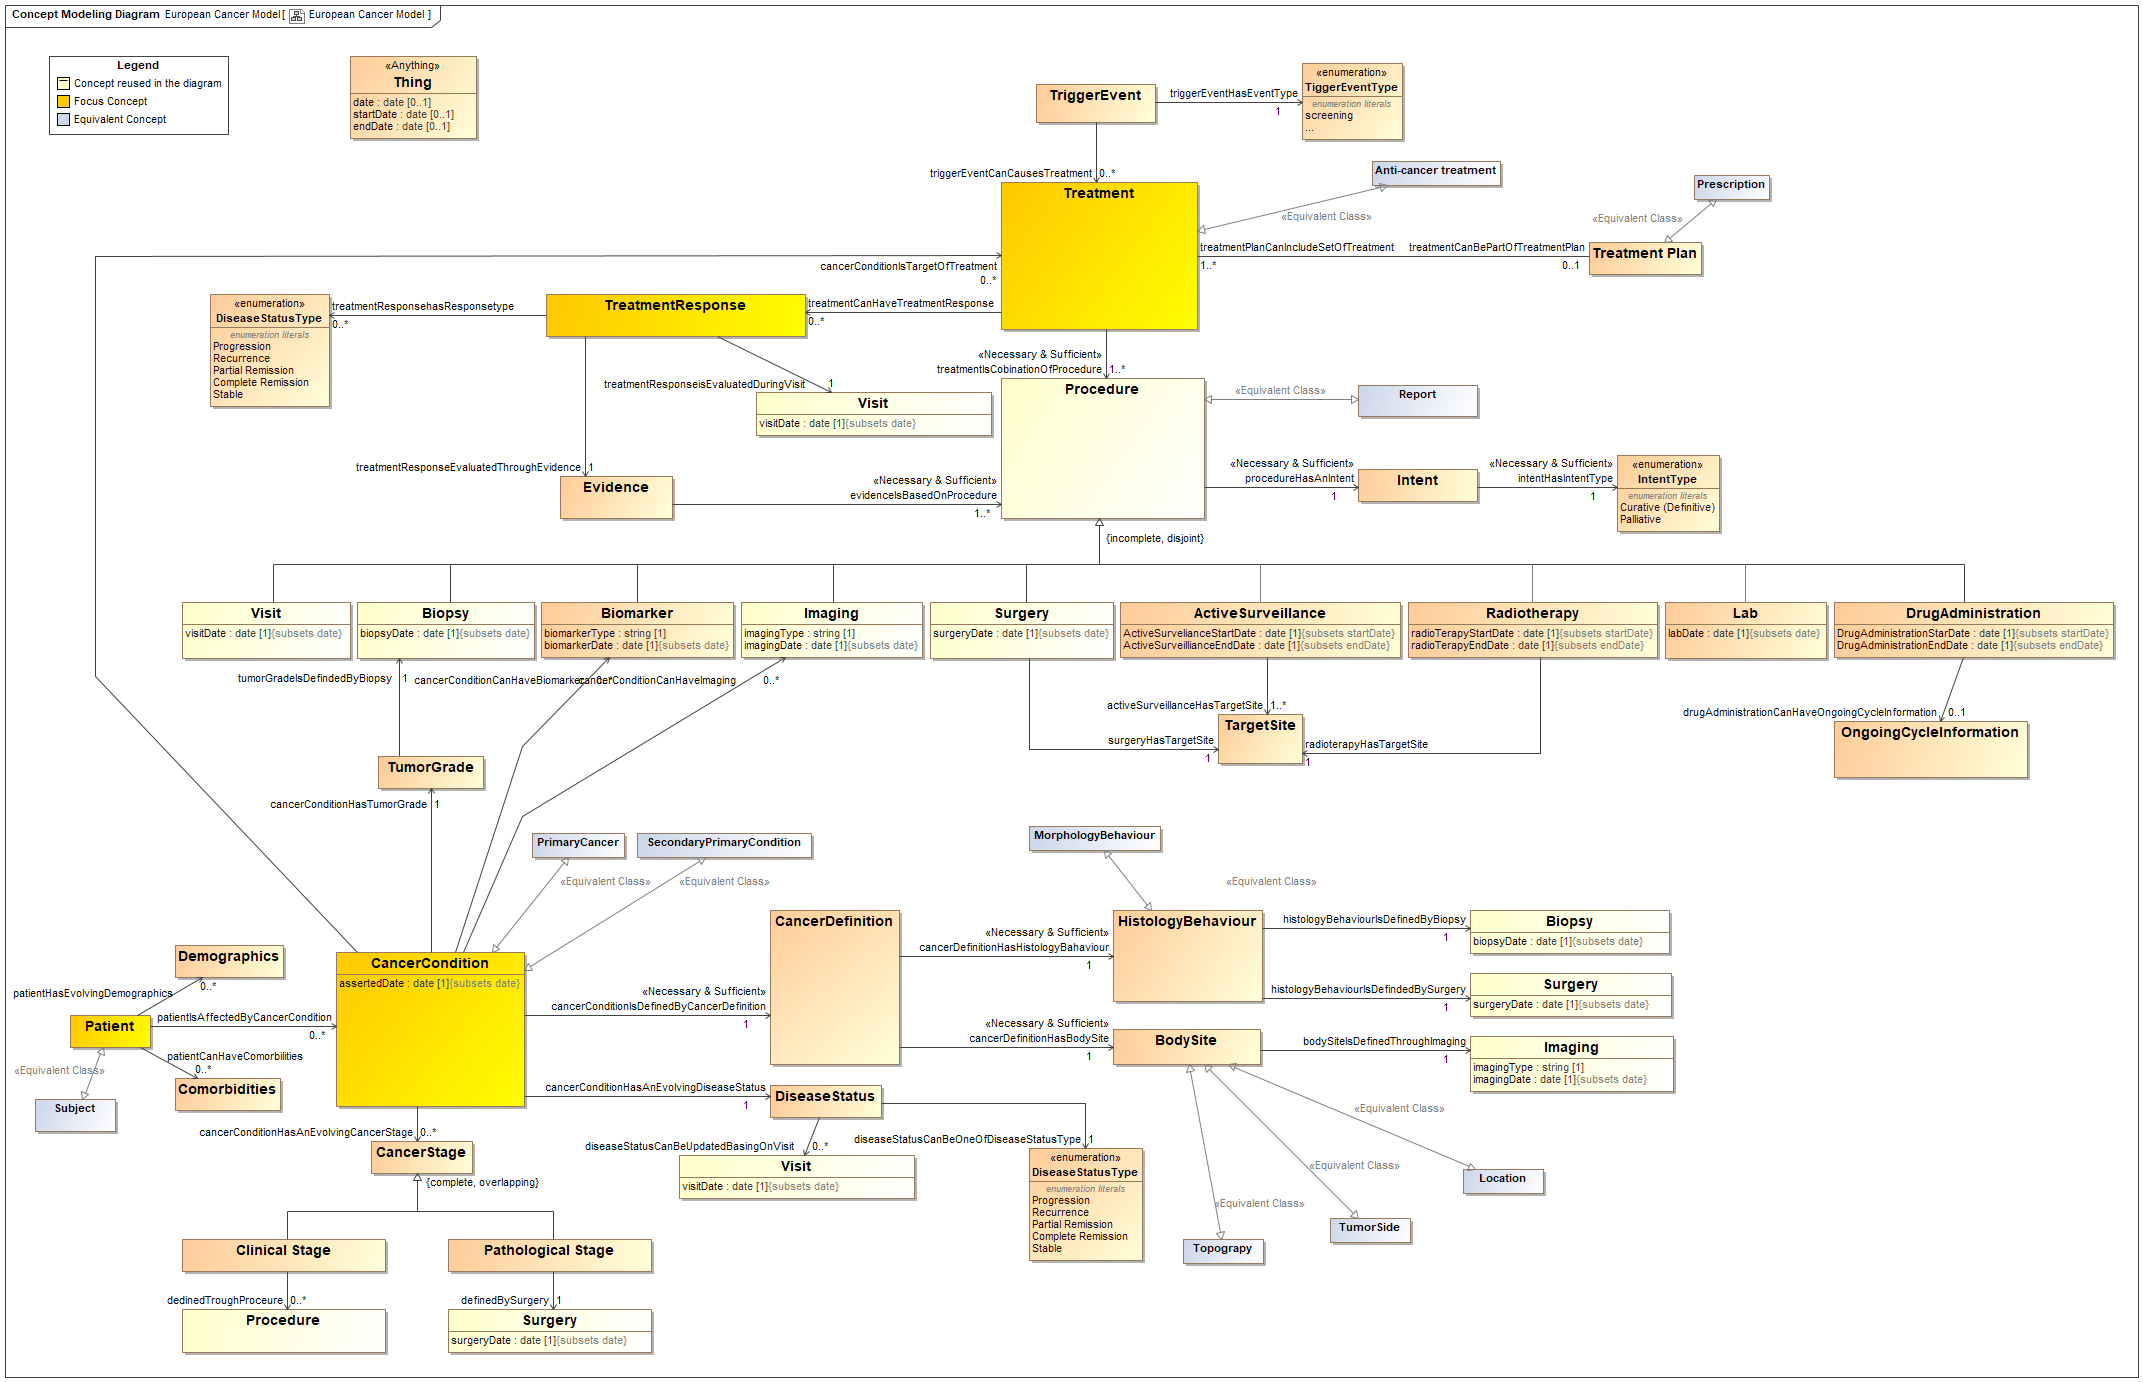 Concept Modeling Diagram European Cancer Model [ European Cancer Model ]
Legend
Concept reused in the diagram
Focus Concept
Equivalent Concept
«Anything»
Thing
date : date [0..1]
startDate : date [0..1]
endDate : date [0..1]
TriggerEvent
triggerEventHasEventType
1
«enumeration»
TiggerEventType
enumeration literals
screening
...
triggerEventCanCausesTreatment
0..*
Treatment
Anti-cancer treatment
«Equivalent Class»
Prescription
«Equivalent Class»
treatmentPlanCanIncludeSetOfTreatment
1..*
treatmentCanBePartOfTreatmentPlan
0..1
Treatment Plan
cancerConditionIsTargetOfTreatment
0..*
«enumeration»
DiseaseStatusType
enumeration literals
Progression
Recurrence
Partial Remission
Complete Remission
Stable
treatmentResponsehasResponsetype
0..*
TreatmentResponse
treatmentCanHaveTreatmentResponse
0..*
treatmentResponseisEvaluatedDuringVisit
1
Visit
visitDate : date [1]{subsets date}
«Necessary & Sufficient»
treatmentIsCobinationOfProcedure
1..*
Procedure
«Equivalent Class»
Report
treatmentResponseEvaluatedThroughEvidence
1
Evidence
«Necessary & Sufficient»
evidenceIsBasedOnProcedure
1..*
«Necessary & Sufficient»
procedureHasAnIntent
1
Intent
«Necessary & Sufficient»
intentHasIntentType
1
«enumeration»
IntentType
enumeration literals
Curative (Definitive)
Palliative
{incomplete, disjoint}
Visit
visitDate : date [1]{subsets date}
Biopsy
biopsyDate : date [1]{subsets date}
Biomarker
biomarkerType : string [1]
biomarkerDate : date [1]{subsets date}
Imaging
imagingType : string [1]
imagingDate : date [1]{subsets date}
Surgery
surgeryDate : date [1]{subsets date}
ActiveSurveillance
ActiveSurvelianceStartDate : date [1]{subsets startDate}
ActiveSurveillianceEndDate : date [1]{subsets endDate}
Radiotherapy
radioTerapyStartDate : date [1]{subsets startDate}
radioTerapyEndDate : date [1]{subsets endDate}
Lab
labDate : date [1]{subsets date}
DrugAdministration
DrugAdministrationStarDate : date [1]{subsets startDate}
DrugAdministrationEndDate : date [1]{subsets endDate}
tumorGradeIsDefindedByBiopsy
1
cancerConditionCanHaveBiomarker
0..*
cancerConditionCanHaveImaging
0..*
activeSurveillanceHasTargetSite
1..*
surgeryHasTargetSite
1
TargetSite
radioterapyHasTargetSite
1
drugAdministrationCanHaveOngoingCycleInformation
0..1
OngoingCycleInformation
TumorGrade
cancerConditionHasTumorGrade
1
PrimaryCancer
«Equivalent Class»
SecondaryPrimaryCondition
«Equivalent Class»
MorphologyBehaviour
«Equivalent Class»
Demographics
patientHasEvolvingDemographics
0..*
Patient
patientIsAffectedByCancerCondition
0..*
patientCanHaveComorbilities
0..*
Comorbidities
«Equivalent Class»
Subject
CancerCondition
assertedDate : date [1]{subsets date}
«Necessary & Sufficient»
cancerConditionIsDefinedByCancerDefinition
1
CancerDefinition
«Necessary & Sufficient»
cancerDefinitionHasHistologyBahaviour
1
HistologyBehaviour
histologyBehaviourIsDefinedByBiopsy
1
Biopsy
biopsyDate : date [1]{subsets date}
histologyBehaviourIsDefindedBySurgery
1
Surgery
surgeryDate : date [1]{subsets date}
«Necessary & Sufficient»
cancerDefinitionHasBodySite
1
BodySite
bodySiteIsDefinedThroughImaging
1
Imaging
imagingType : string [1]
imagingDate : date [1]{subsets date}
cancerConditionHasAnEvolvingDiseaseStatus
1
DiseaseStatus
diseaseStatusCanBeUpdatedBasingOnVisit
0..*
Visit
visitDate : date [1]{subsets date}
diseaseStatusCanBeOneOfDiseaseStatusType
1
«enumeration»
DiseaseStatusType
enumeration literals
Progression
Recurrence
Partial Remission
Complete Remission
Stable
«Equivalent Class»
Location
«Equivalent Class»
TumorSide
«Equivalent Class»
Topograpy
cancerConditionHasAnEvolvingCancerStage
0..*
CancerStage
{complete, overlapping}
Clinical Stage
Pathological Stage
dedinedTroughProceure
0..*
Procedure
definedBySurgery
1
Surgery
surgeryDate : date [1]{subsets date}